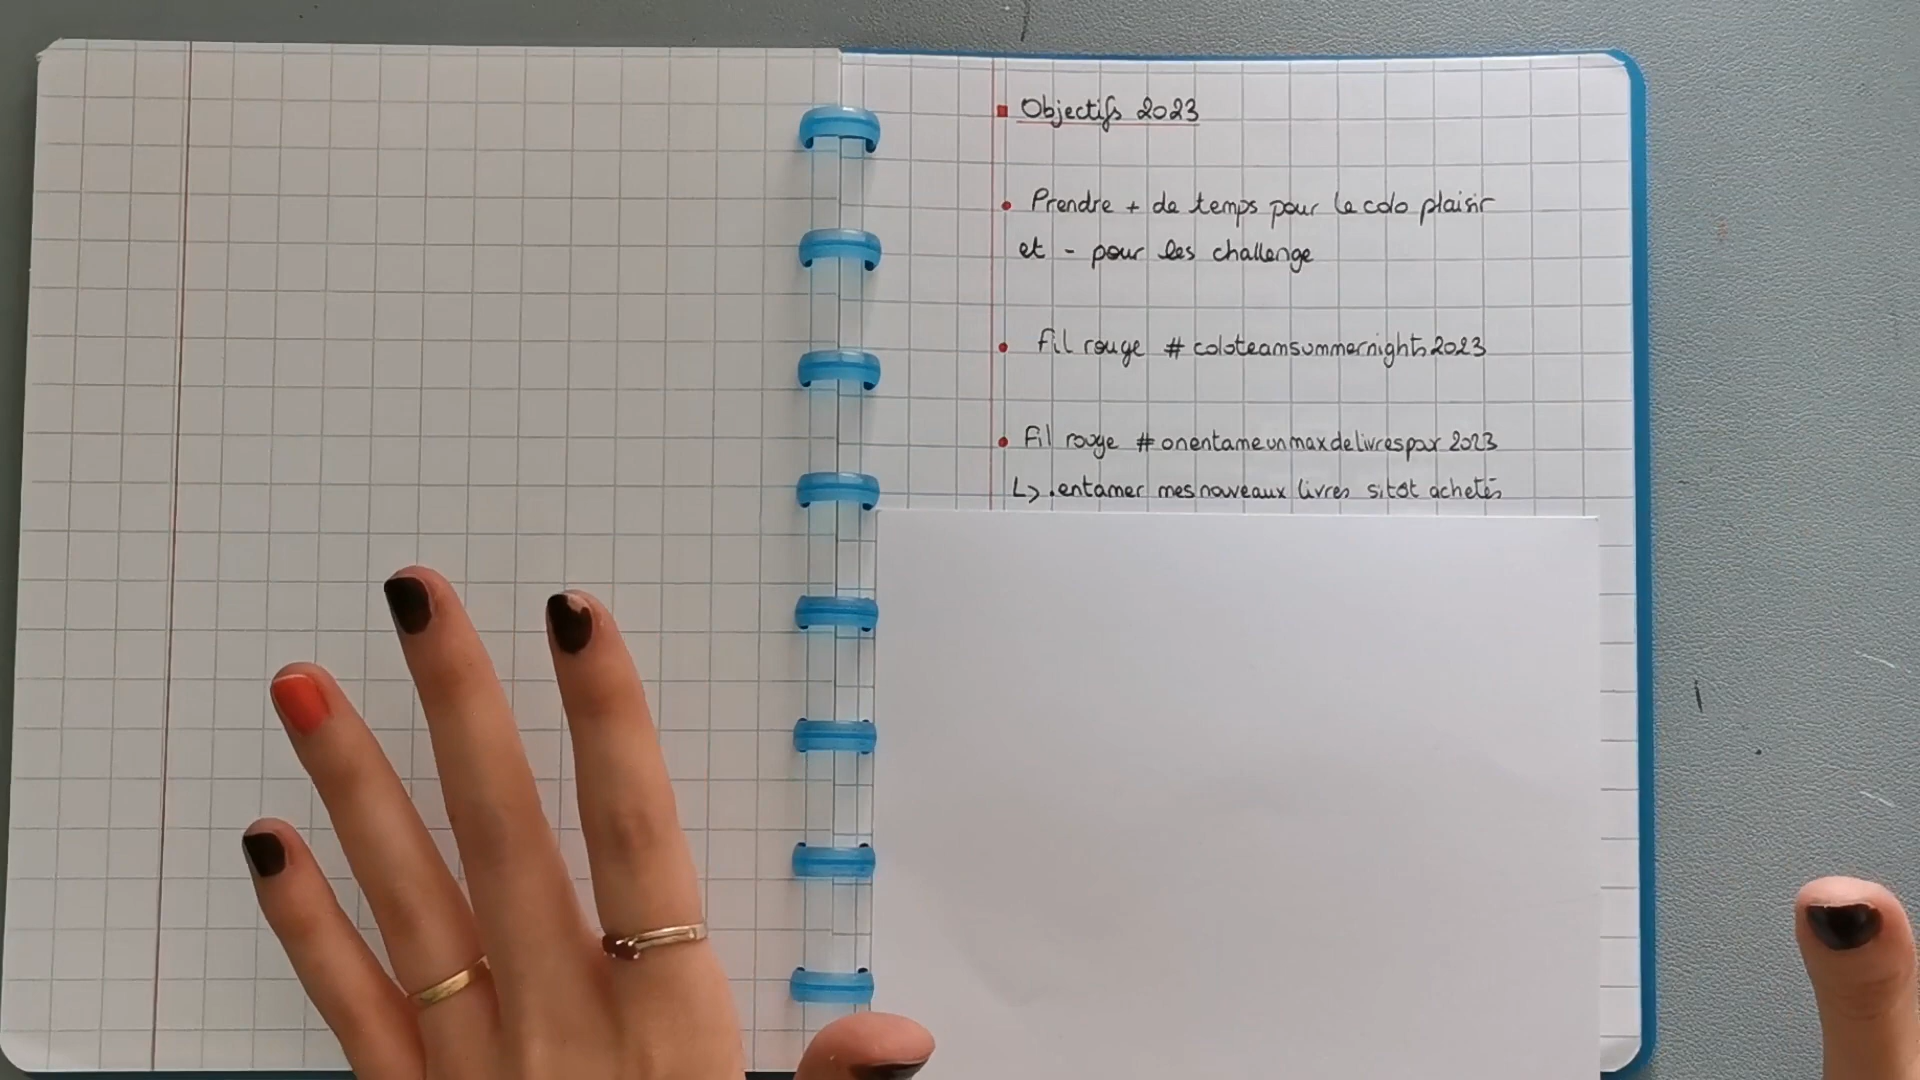 Objectifs 2023
Prendre + de temps pour le colo plaisir
et - pour les challenge
Fil rouge #coloteamsummernights2023
Fil rouge #onentameunmaxdelivrespar2023
↳ .entamer mes nouveaux livres sitôt achetés